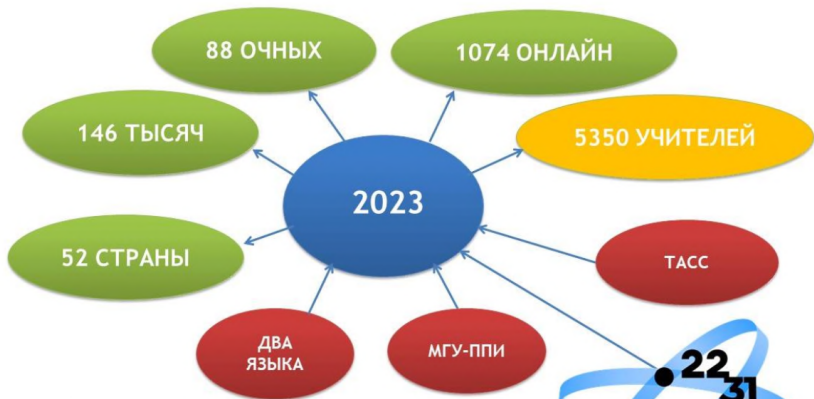 88 ОЧНЫХ
1074 ОНЛАЙН
146 ТЫСЯЧ
5350 УЧИТЕЛЕЙ
2023
52 СТРАНЫ
ТАСС
ДВА
ЯЗЫКА
МГУ-ППИ
22
31